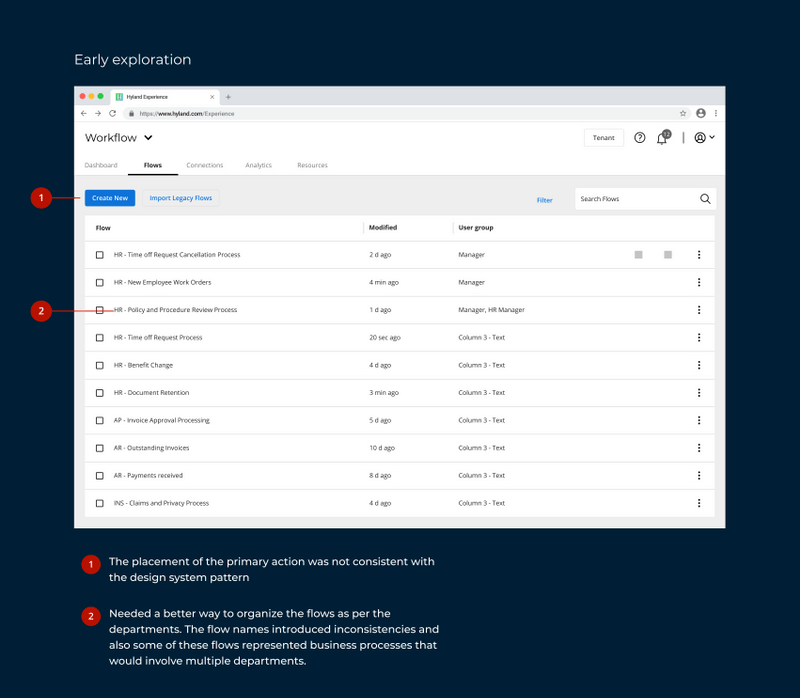 Early exploration
Hyland Experience
https://www.hyland.com/Experience
Workflow
Tenant
Dashboard Flows Connections Analytics Resources
1
Create New Import Legacy Flows Filter Search Flows
Flow Modified User group
HR - Time off Request Cancellation Process 2 d ago Manager
HR - New Employee Work Orders 4 min ago Manager
2
HR - Policy and Procedure Review Process 1 d ago Manager, HR Manager
HR - Time off Request Process 20 sec ago Column 3 - Text
HR - Benefit Change 4 d ago Column 3 - Text
HR - Document Retention 3 min ago Column 3 - Text
AP - Invoice Approval Processing 5 d ago Column 3 - Text
AR - Outstanding Invoices 10 d ago Column 3 - Text
AR - Payments received 8 d ago Column 3 - Text
INS - Claims and Privacy Process 4 d ago Column 3 - Text
1 The placement of the primary action was not consistent with
the design system pattern
2 Needed a better way to organize the flows as per the
departments. The flow names introduced inconsistencies and
also some of these flows represented business processes that
would involve multiple departments.